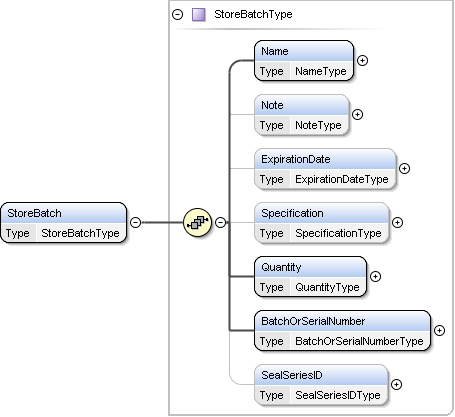 StoreBatchType
Name
Type NameType
Note
Type NoteType
ExpirationDate
Type ExpirationDateType
StoreBatch
Type StoreBatchType
Specification
Type SpecificationType
Quantity
Type QuantityType
BatchOrSerialNumber
Type BatchOrSerialNumberType
SealSeriesID
Type SealSeriesIDType